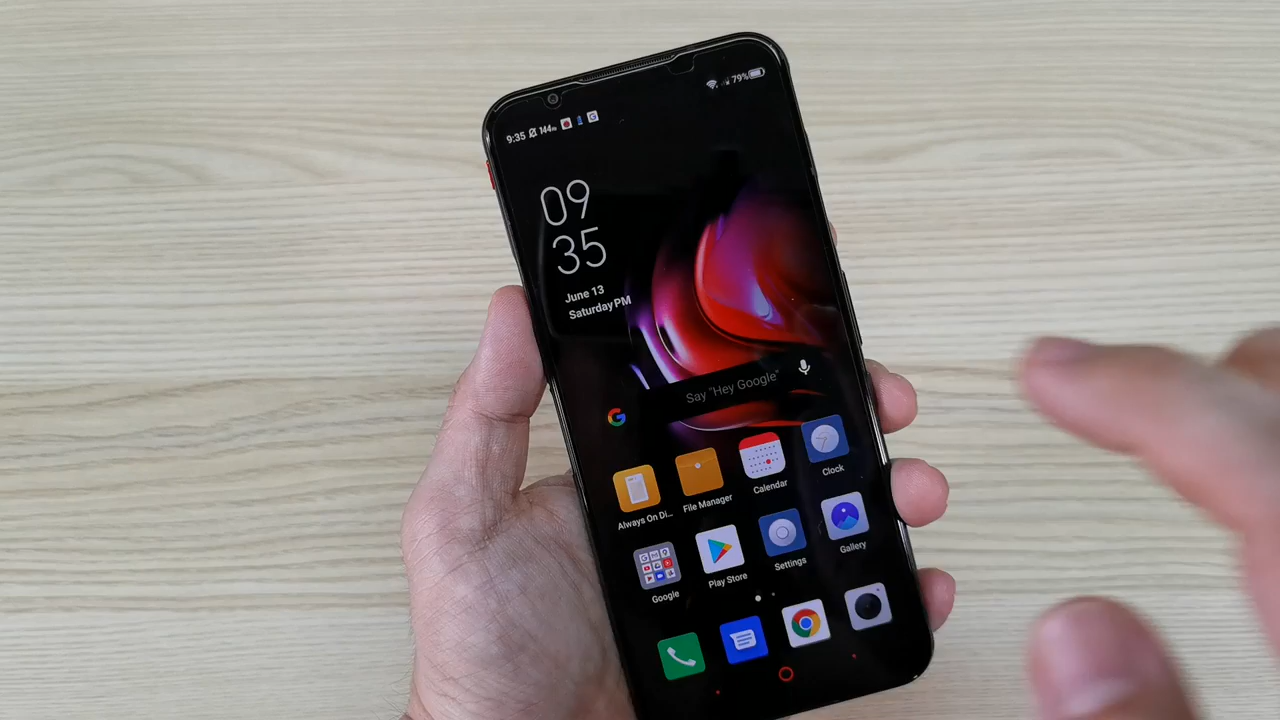 79%
9:35 144Hz
09
35
June 13
Saturday PM
Say "Hey Google"
Always On Di...
File Manager
Calendar
Clock
Google
Play Store
Settings
Gallery